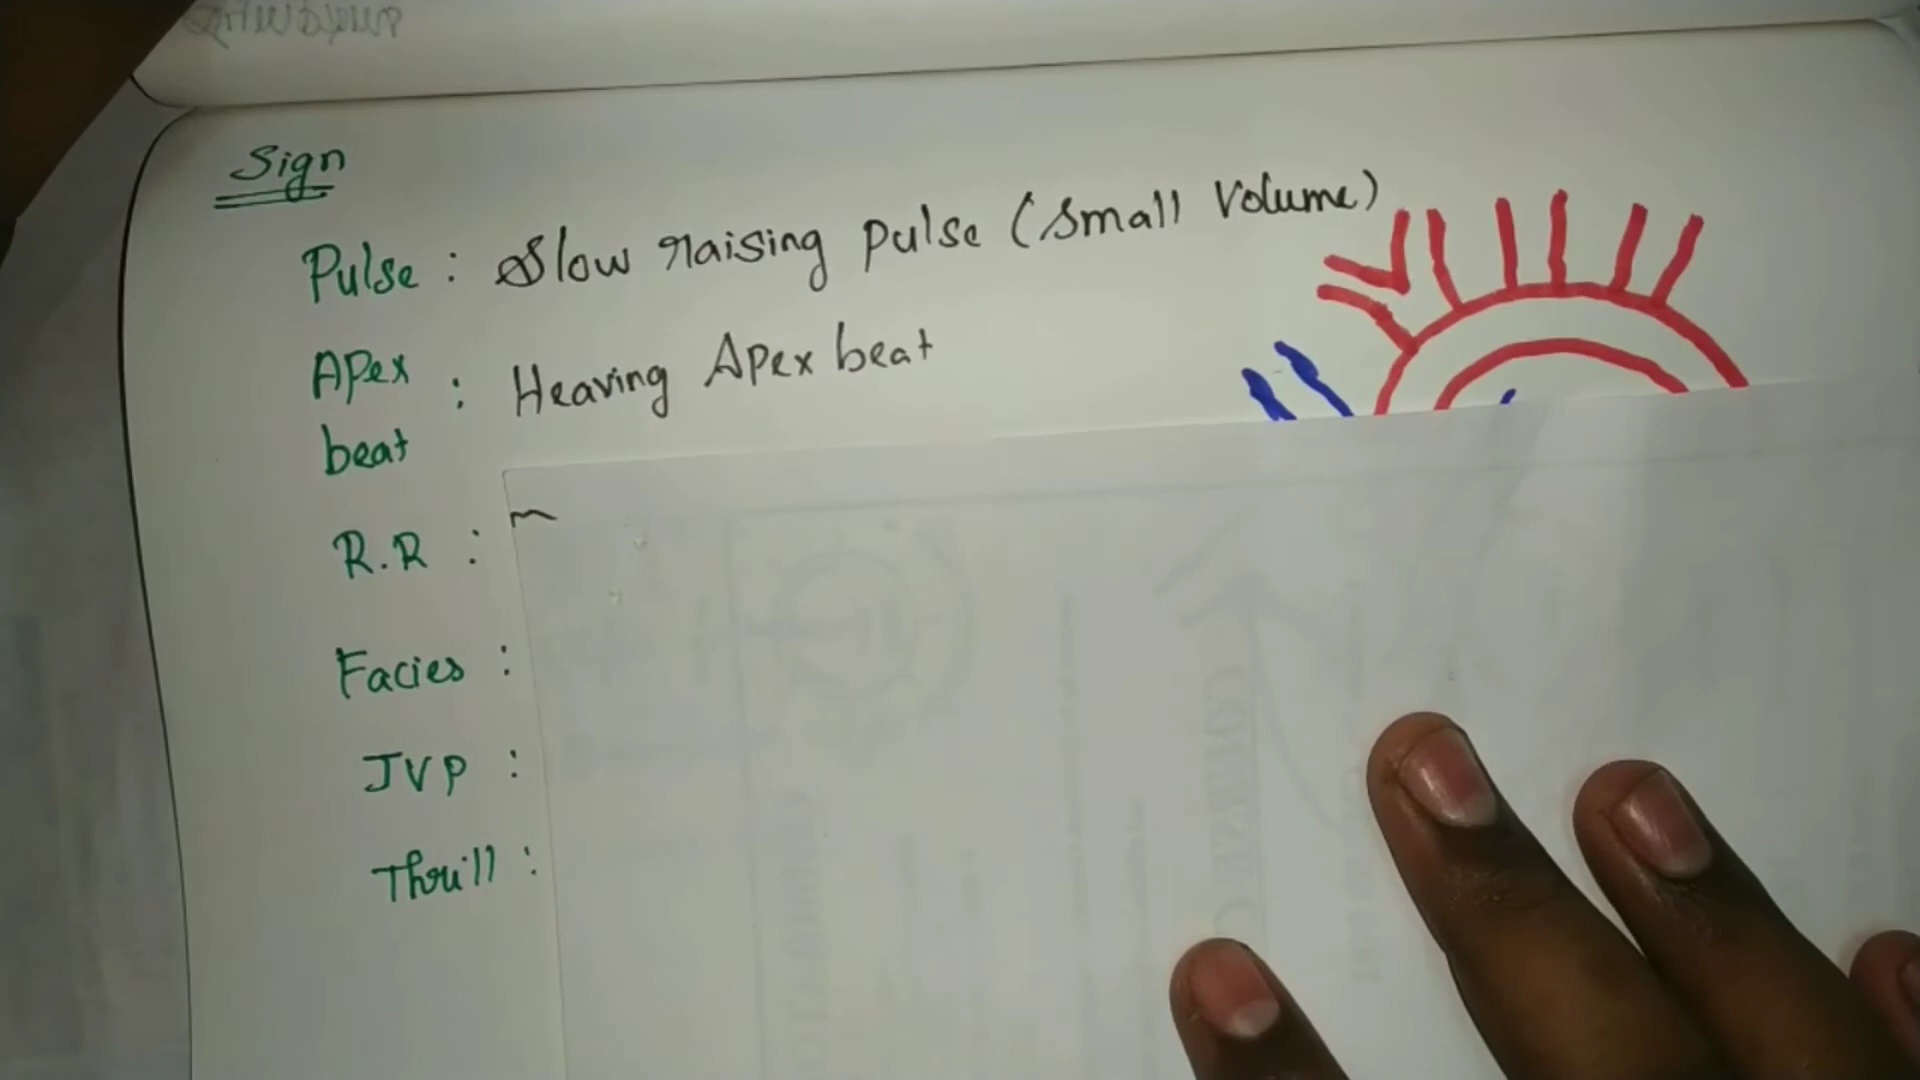 Sign
Pulse : Slow raising pulse (small volume)
Apex beat : Heaving Apex beat
R.R :
Facies :
JVP :
Thrill :